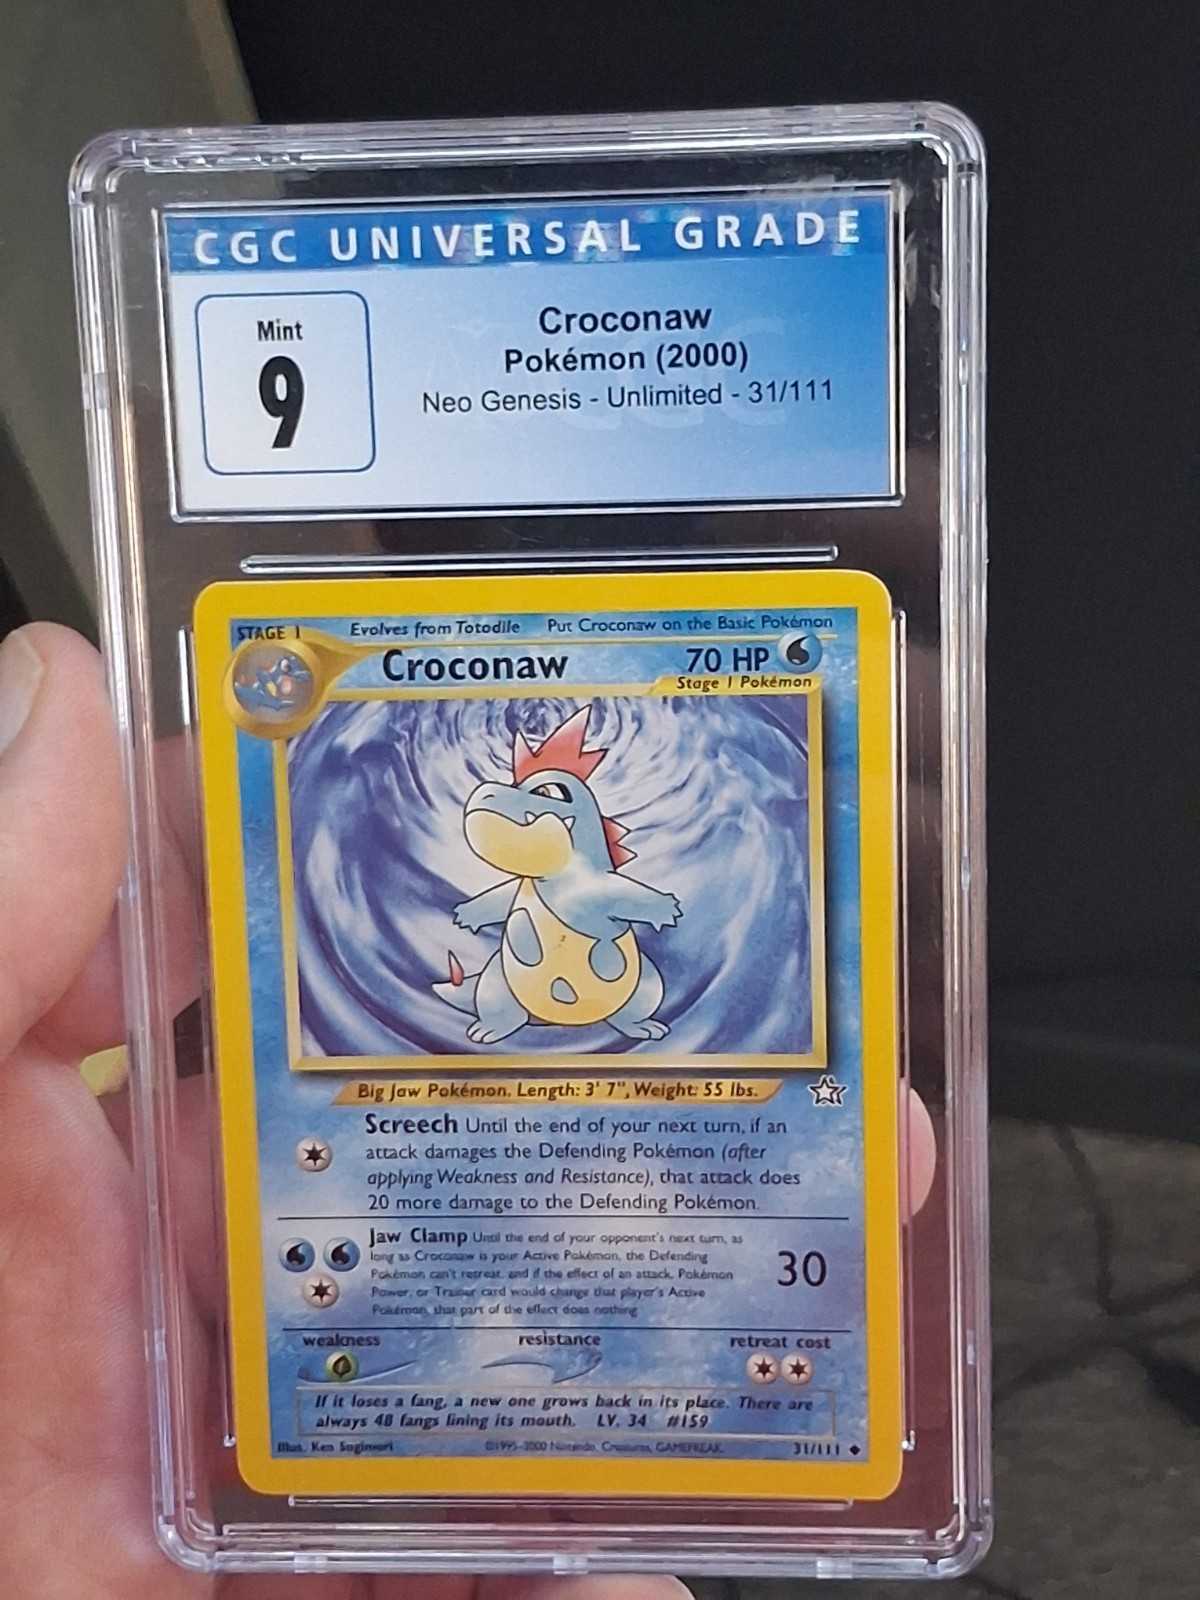 CGC UNIVERSAL GRADE
Mint
9
Croconaw
Pokémon (2000)
Neo Genesis - Unlimited - 31/111
STAGE 1
Evolves from Totodile
Put Croconaw on the Basic Pokémon
Croconaw
70 HP
Stage 1 Pokémon
Big Jaw Pokémon. Length: 3' 7", Weight: 55 lbs.
Screech Until the end of your next turn, if an
attack damages the Defending Pokémon (after
applying Weakness and Resistance), that attack does
20 more damage to the Defending Pokémon.
Jaw Clamp Until the end of your opponent's next turn, as
long as Croconaw is your Active Pokémon, the Defending
Pokémon can't retreat, and if the effect of an attack, Pokémon
Power, or Trainer card would change that player's Active
Pokémon, that part of the effect does nothing.
30
weakness
resistance
retreat cost
If it loses a fang, a new one grows back in its place. There are
always 48 fangs lining its mouth. LV. 34 #159
Illus. Ken Sugimori
©1995-2000 Nintendo, Creatures, GAMEFREAK.
31/111